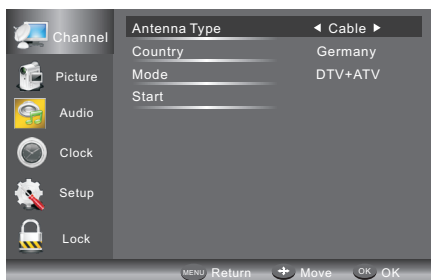 Channel
Picture
Audio
Clock
Setup
Lock
Antenna Type ◀ Cable ▶
Country Germany
Mode DTV+ATV
Start
MENU Return Move OK OK